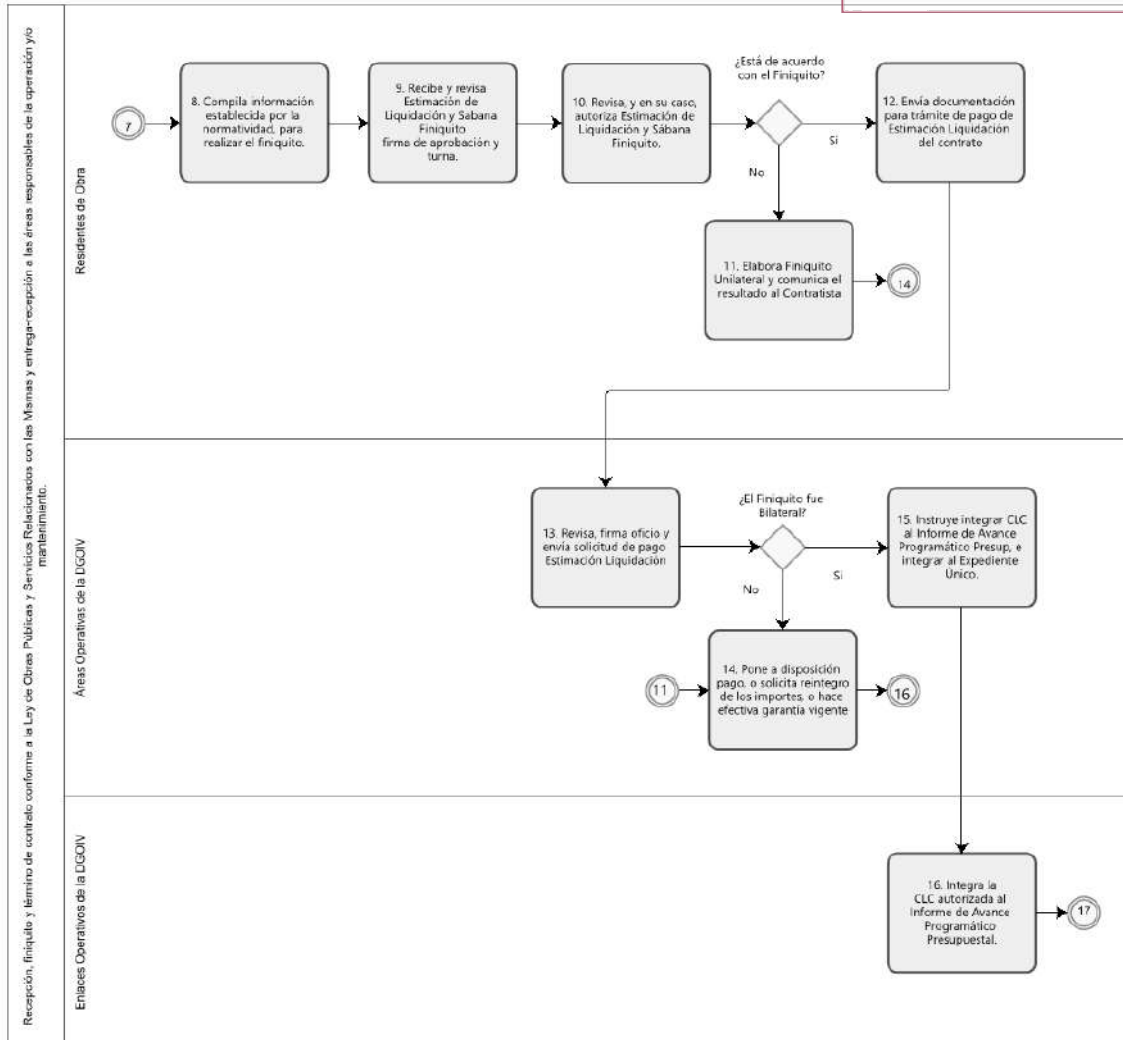 Recepción, finiquito y término de contrato conforme a la Ley de Obras Públicas y Servicios Relacionados con las Mismas y entrega-recepción a las áreas responsables de la operación y/o
mantenimiento.
Residentes de Obra
7
8. Compila información
establecida por la
normatividad, para
realizar el finiquito.
9. Recibe y revisa
Estimación de
Liquidación y Sabana
Finiquito
firma de aprobación y
turna.
10. Revisa, y en su caso,
autoriza Estimación de
Liquidación y Sábana
Finiquito.
¿Está de acuerdo
con el Finiquito?
Si
No
12. Envía documentación
para trámite de pago de
Estimación Liquidación
del contrato
11. Elabora Finiquito
Unilateral y comunica el
resultado al Contratista
14
Áreas Operativas de la DGOIV
13. Revisa, firma oficio y
envía solicitud de pago
Estimación Liquidación
¿El Finiquito fue
Bilateral?
Si
No
15. Instruye integrar CLC
al Informe de Avance
Programático Presup, e
integrar al Expediente
Único.
11
14. Pone a disposición
pago, o solicita reintegro
de los importes, o hace
efectiva garantía vigente
16
Enlaces Operativos de la DGOIV
16. Integra la
CLC autorizada al
Informe de Avance
Programático
Presupuestal.
17